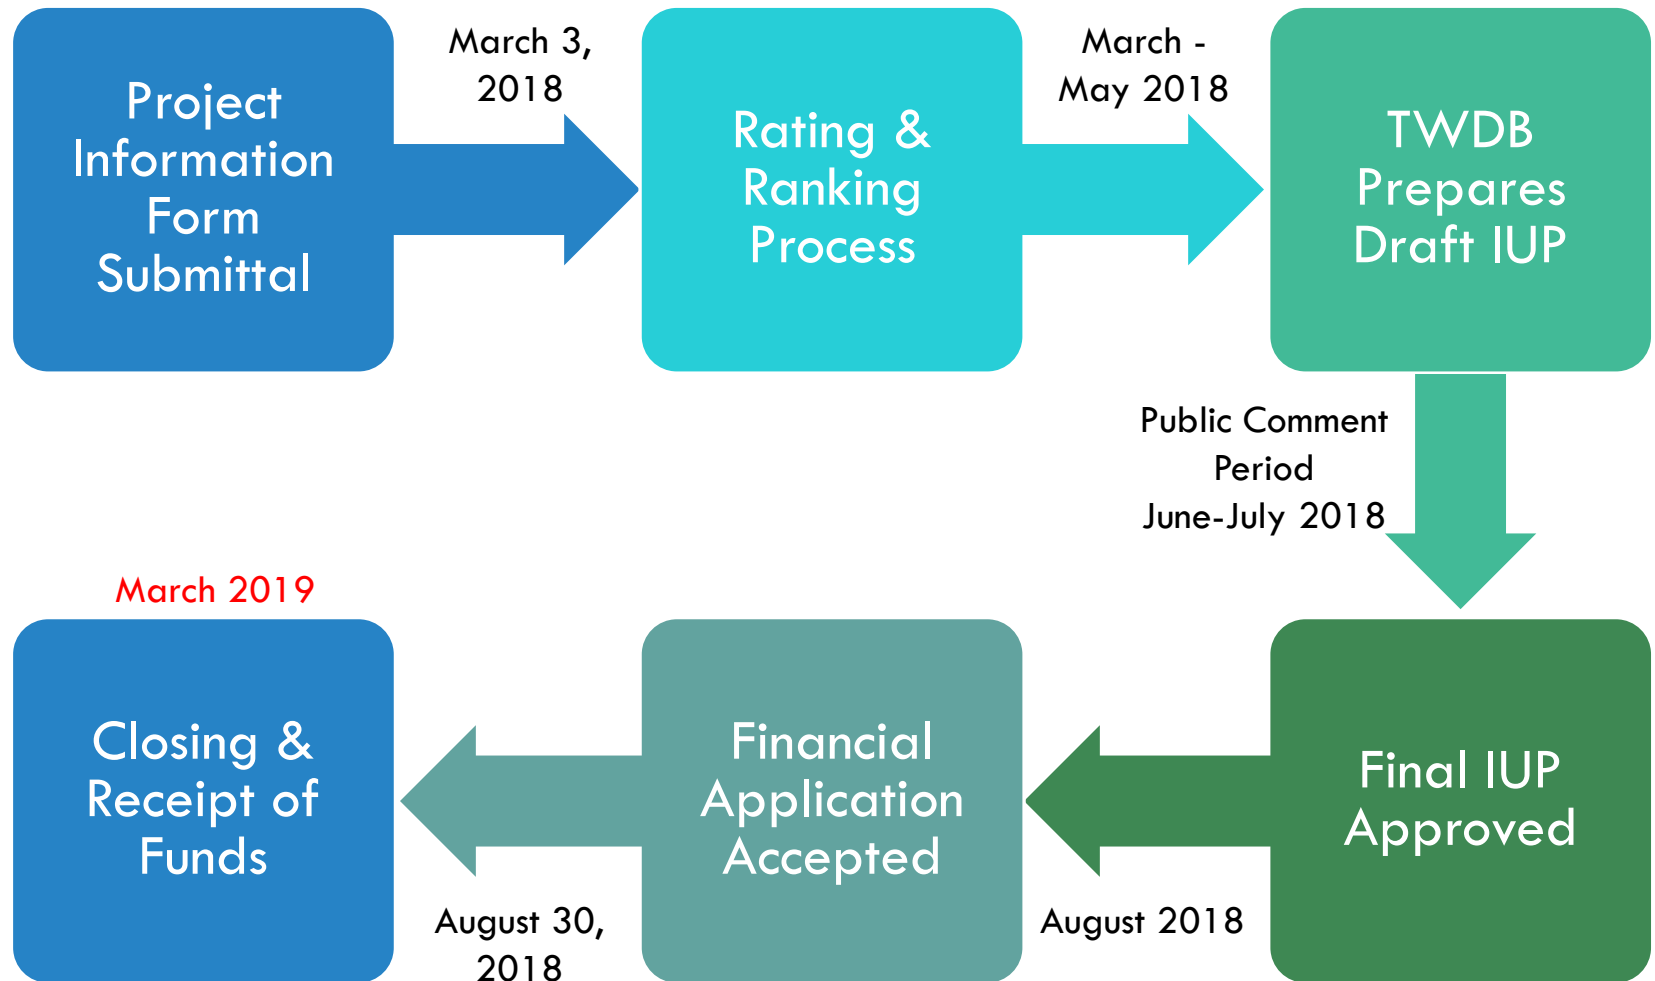 Project
Information
Form
Submittal
March 3,
2018
Rating &
Ranking
Process
March -
May 2018
TWDB
Prepares
Draft IUP
Public Comment
Period
June-July 2018
Final IUP
Approved
August 2018
Financial
Application
Accepted
August 30,
2018
March 2019
Closing &
Receipt of
Funds